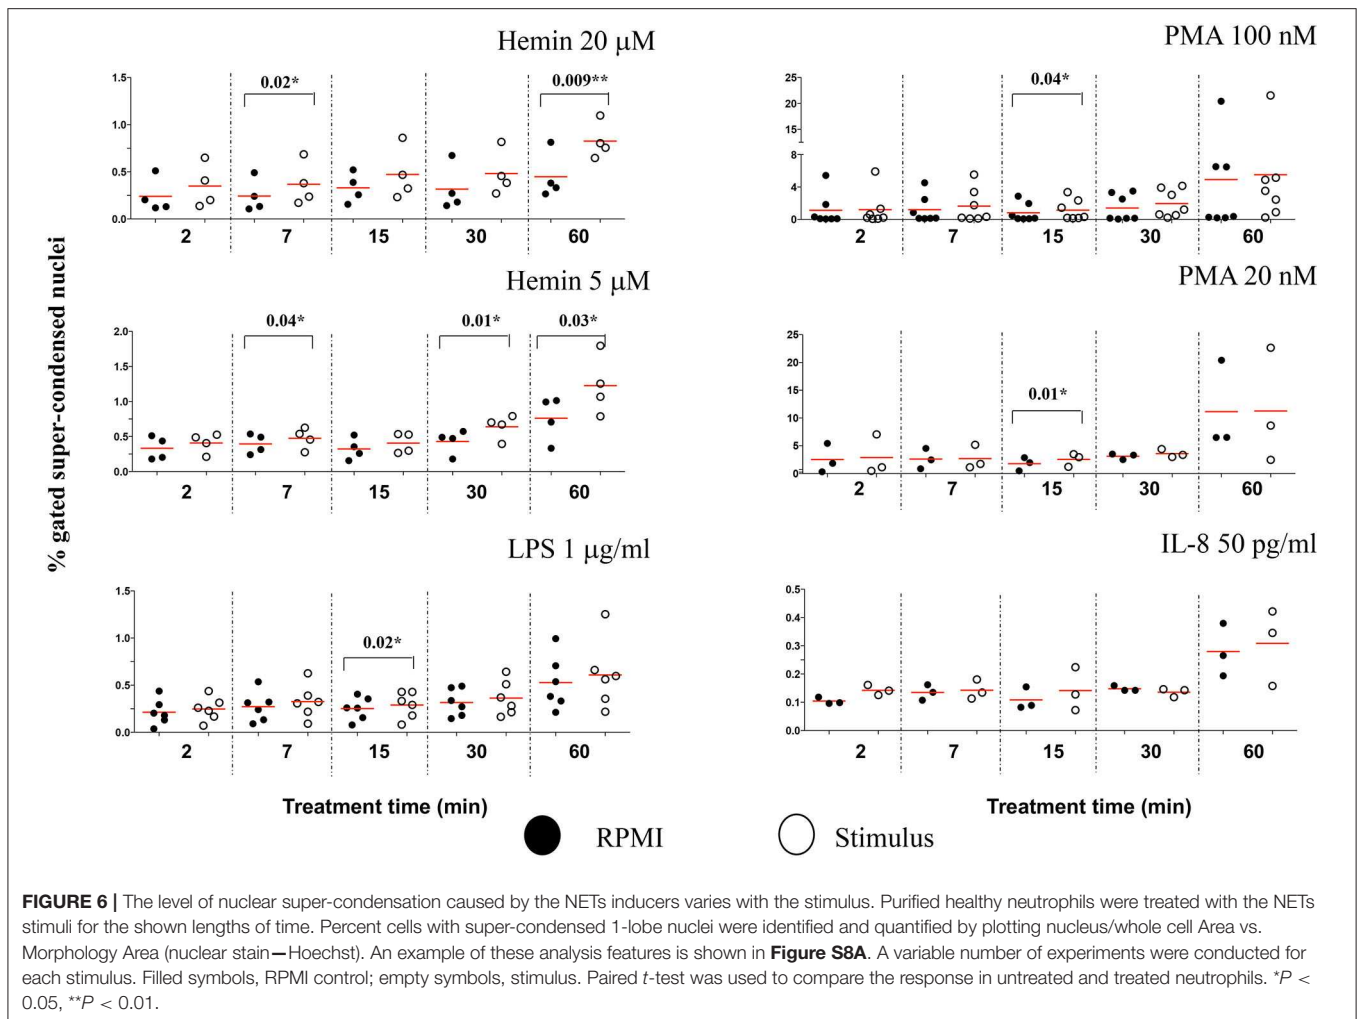 Hemin 20 μM
1.5
1.0
0.5
0.0
0.02*
0.009**
2 7 15 30 60
PMA 100 nM
25
20
15
8
4
0
0.04*
2 7 15 30 60
% gated super-condensed nuclei
Hemin 5 μM
2.0
1.5
1.0
0.5
0.0
0.04*
0.01*
0.03*
2 7 15 30 60
PMA 20 nM
25
20
15
10
5
0
0.01*
2 7 15 30 60
LPS 1 μg/ml
1.5
1.0
0.5
0.0
0.02*
2 7 15 30 60
Treatment time (min)
IL-8 50 pg/ml
0.5
0.4
0.3
0.2
0.1
0.0
2 7 15 30 60
Treatment time (min)
RPMI Stimulus
FIGURE 6 | The level of nuclear super-condensation caused by the NETs inducers varies with the stimulus. Purified healthy neutrophils were treated with the NETs
stimuli for the shown lengths of time. Percent cells with super-condensed 1-lobe nuclei were identified and quantified by plotting nucleus/whole cell Area vs.
Morphology Area (nuclear stain—Hoechst). An example of these analysis features is shown in Figure S8A. A variable number of experiments were conducted for
each stimulus. Filled symbols, RPMI control; empty symbols, stimulus. Paired t-test was used to compare the response in untreated and treated neutrophils. *P <
0.05, **P < 0.01.